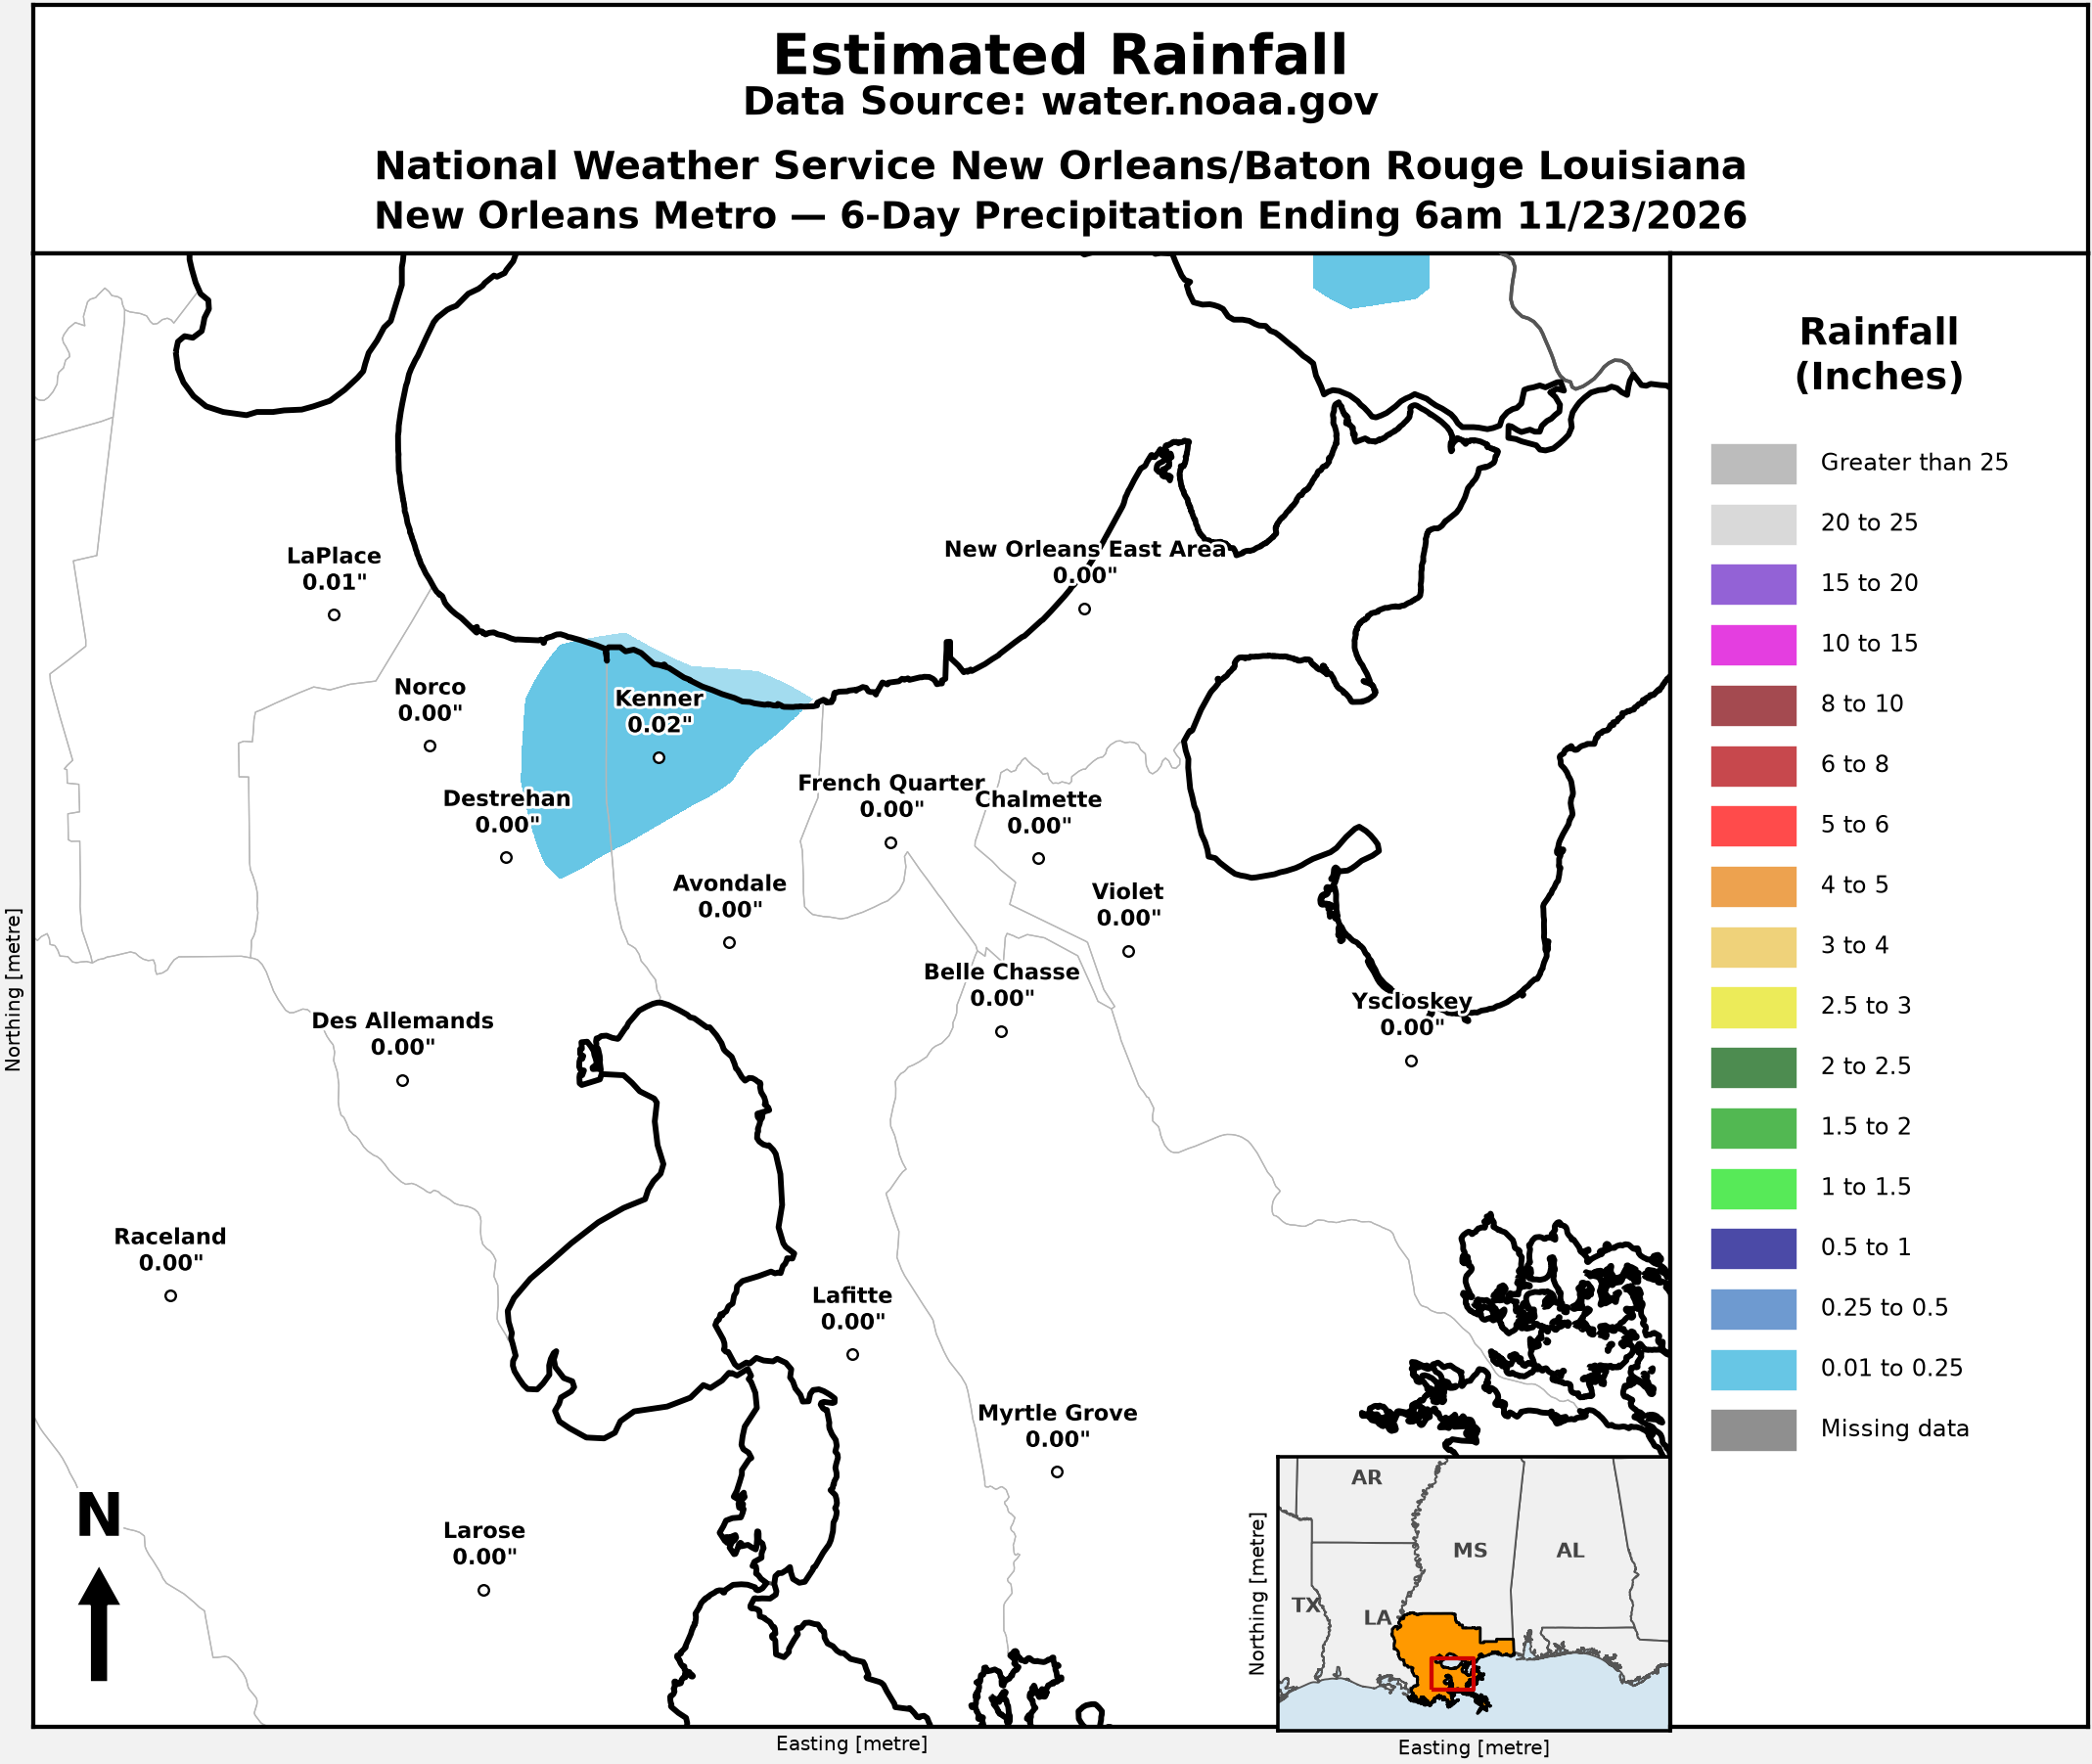 Estimated Rainfall
Data Source: water.noaa.gov
National Weather Service New Orleans/Baton Rouge Louisiana
New Orleans Metro — 6-Day Precipitation Ending 6am 11/23/2026
Rainfall
(Inches)
Greater than 25
20 to 25
15 to 20
10 to 15
8 to 10
6 to 8
5 to 6
4 to 5
3 to 4
2.5 to 3
2 to 2.5
1.5 to 2
1 to 1.5
0.5 to 1
0.25 to 0.5
0.01 to 0.25
Missing data
LaPlace
0.01"
New Orleans East Area
0.00"
Norco
0.00"
Kenner
0.02"
Destrehan
0.00"
French Quarter
0.00"
Chalmette
0.00"
Avondale
0.00"
Violet
0.00"
Belle Chasse
0.00"
Yscloskey
0.00"
Des Allemands
0.00"
Raceland
0.00"
Lafitte
0.00"
Myrtle Grove
0.00"
Larose
0.00"
N
AR
MS
AL
TX
LA
Northing [metre]
Easting [metre]
Northing [metre]
Easting [metre]